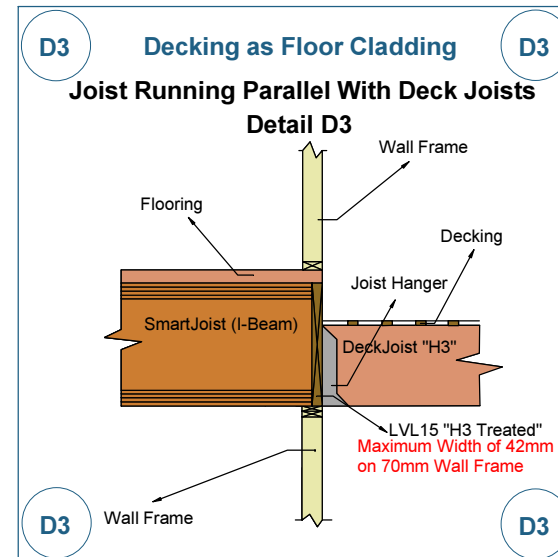 D3
Decking as Floor Cladding
D3
Joist Running Parallel With Deck Joists
Detail D3
Wall Frame
Flooring
Decking
Joist Hanger
SmartJoist (I-Beam)
DeckJoist "H3"
LVL15 "H3 Treated"
Maximum Width of 42mm
on 70mm Wall Frame
Wall Frame
D3
D3